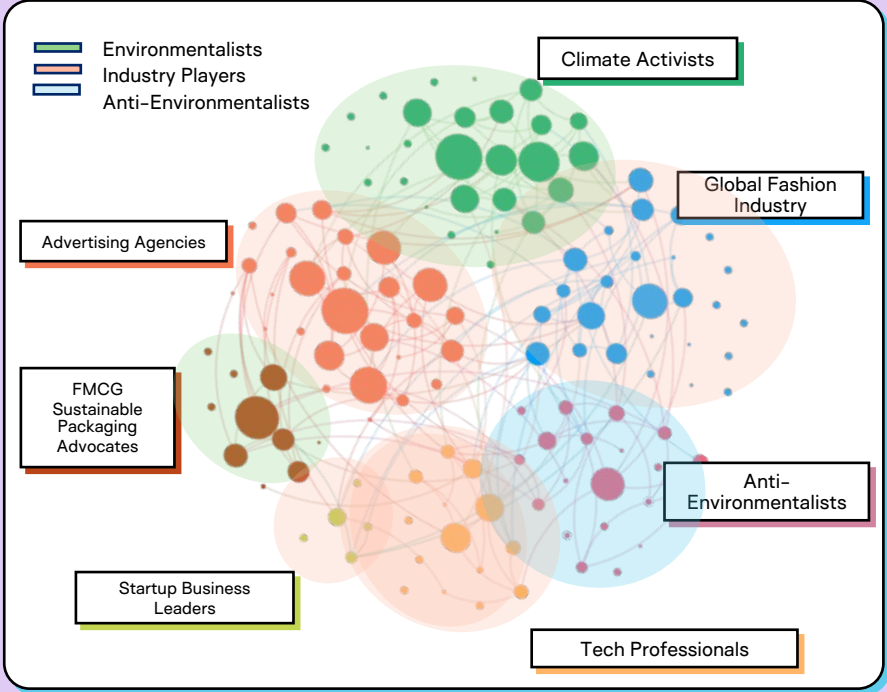 Environmentalists
Industry Players
Anti-Environmentalists
Climate Activists
Global Fashion
Industry
Advertising Agencies
FMCG
Sustainable
Packaging
Advocates
Anti-
Environmentalists
Startup Business
Leaders
Tech Professionals